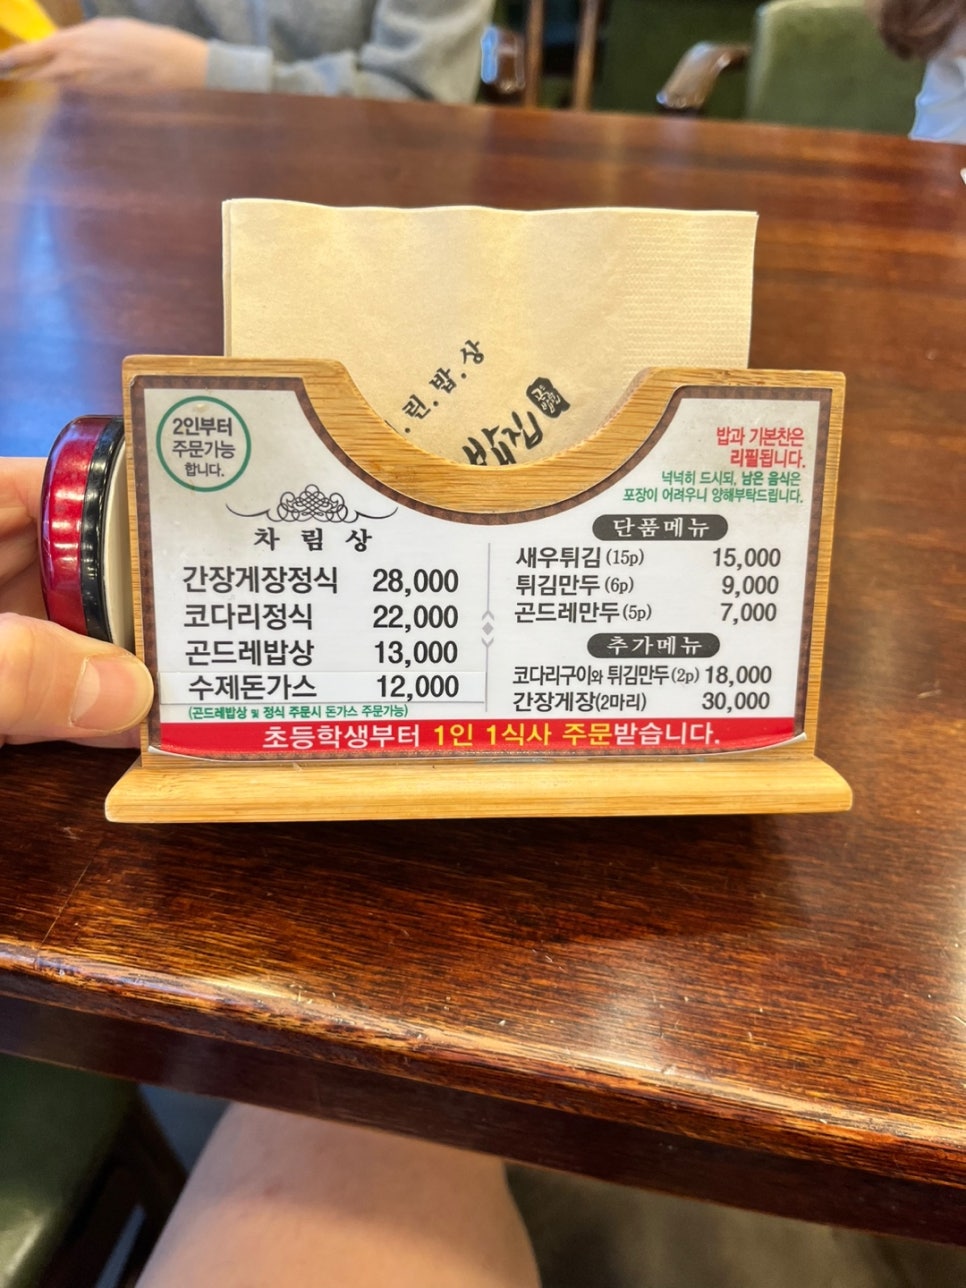 린.밥.상
밥집
2인부터
주문가능
합니다.
밥과 기본찬은
리필됩니다.
넉넉히 드시되, 남은 음식은
포장이 어려우니 양해부탁드립니다.
차림상
간장게장정식 28,000
코다리정식 22,000
곤드레밥상 13,000
수제돈가스 12,000
(곤드레밥상 및 정식 주문시 돈가스 주문가능)
단품메뉴
새우튀김 (15p) 15,000
튀김만두 (6p) 9,000
곤드레만두 (5p) 7,000
추가메뉴
코다리구이와 튀김만두 (2p) 18,000
간장게장(2마리) 30,000
초등학생부터 1인 1식사 주문받습니다.